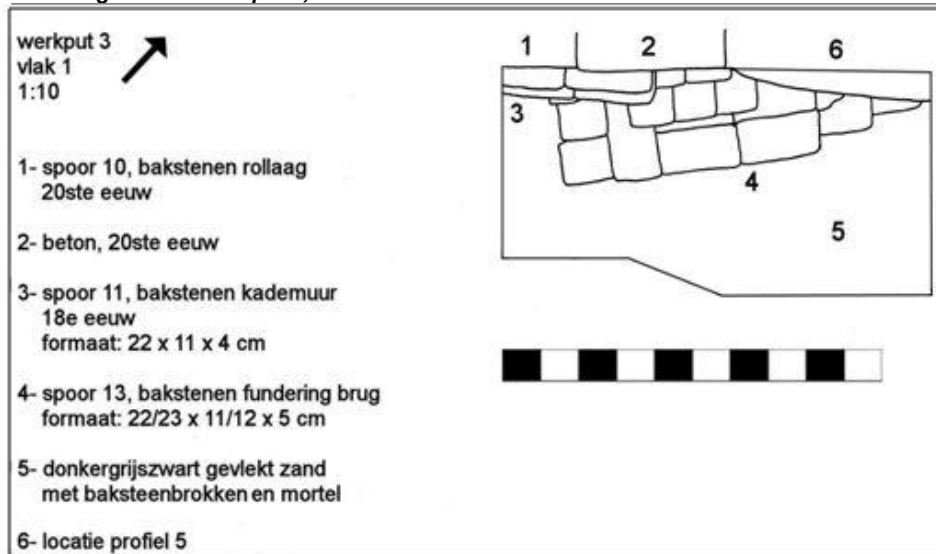 werkput 3
vlak 1
1:10
1- spoor 10, bakstenen rollaag
20ste eeuw
2- beton, 20ste eeuw
3- spoor 11, bakstenen kademuur
18e eeuw
formaat: 22 x 11 x 4 cm
4- spoor 13, bakstenen fundering brug
formaat: 22/23 x 11/12 x 5 cm
5- donkergrijszwart gevlekt zand
met baksteenbrokken en mortel
6- locatie profiel 5
1
2
6
3
4
5